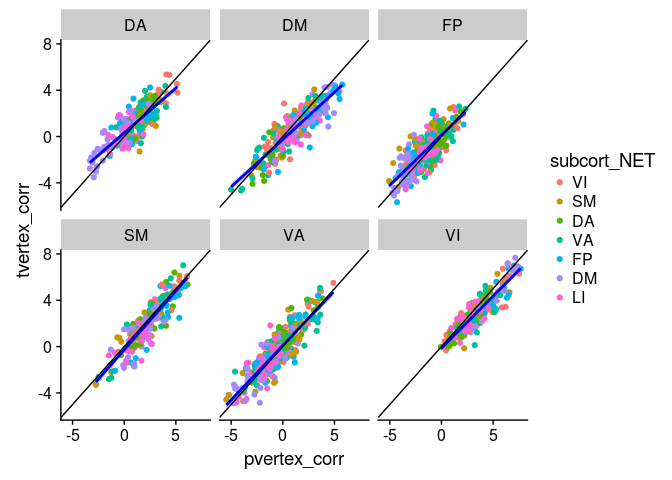 DA DM FP
8
4
0
-4
SM VA VI
8
4
0
-4
-5 0 5 -5 0 5 -5 0 5
pvertex_corr
tvertex_corr
subcort_NET
VI
SM
DA
VA
FP
DM
LI